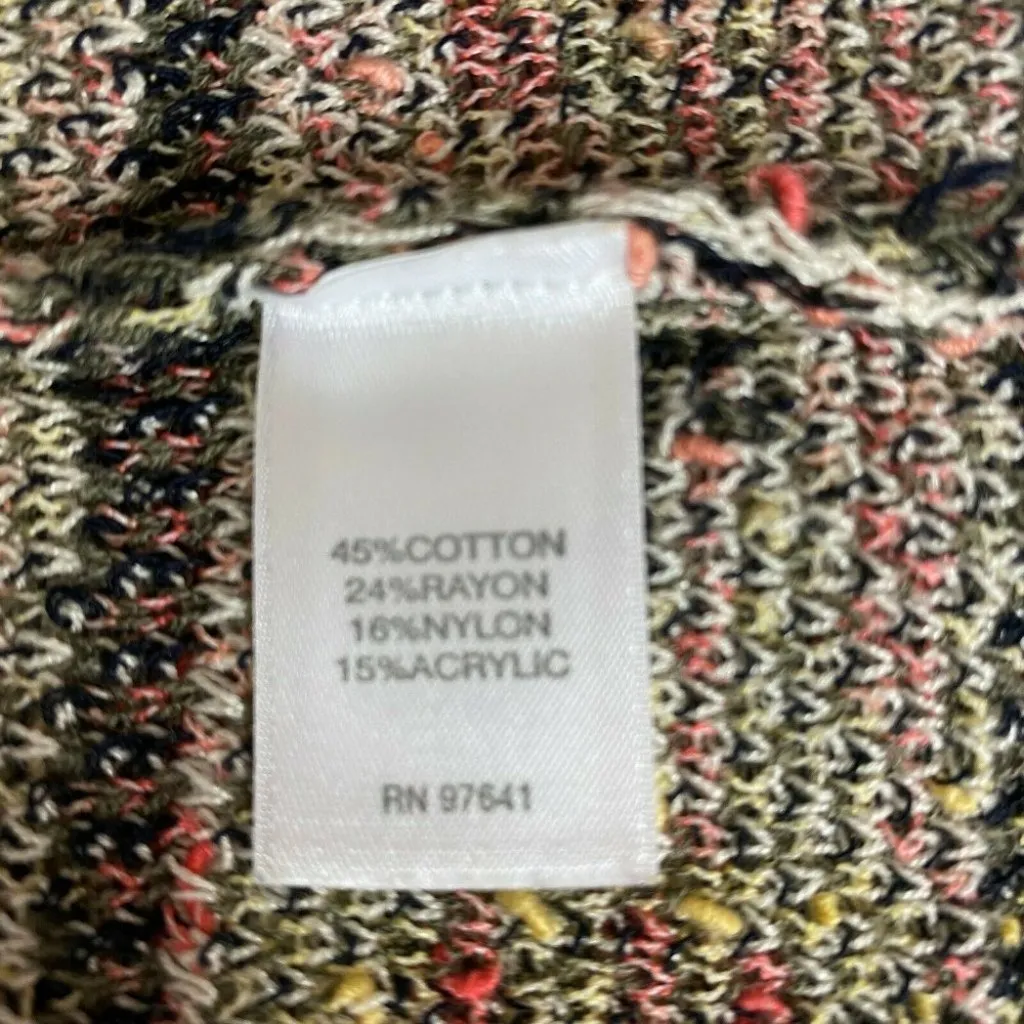 45%COTTON
24%RAYON
16%NYLON
15%ACRYLIC
RN 97641